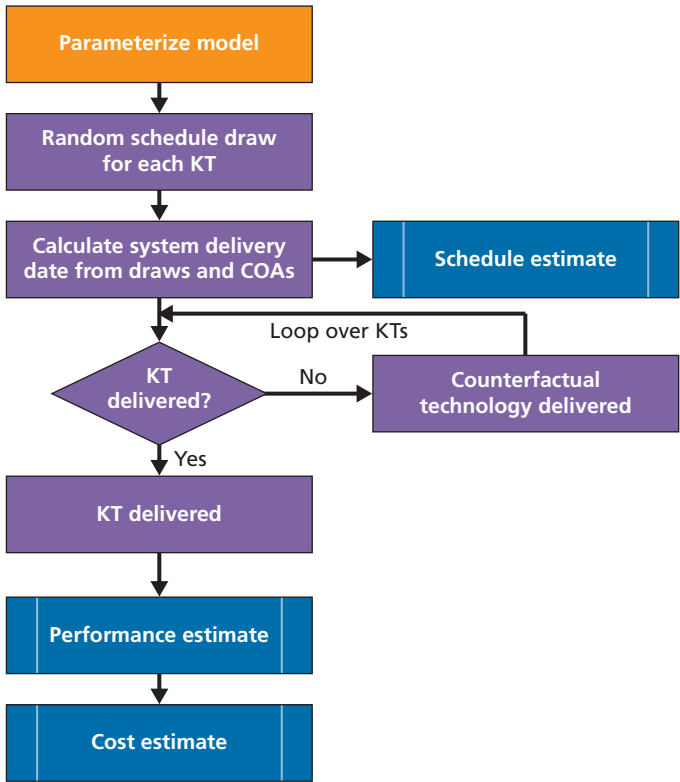 Parameterize model
Random schedule draw
for each KT
Calculate system delivery
date from draws and COAs
Schedule estimate
Loop over KTs
KT
delivered?
No
Counterfactual
technology delivered
Yes
KT delivered
Performance estimate
Cost estimate